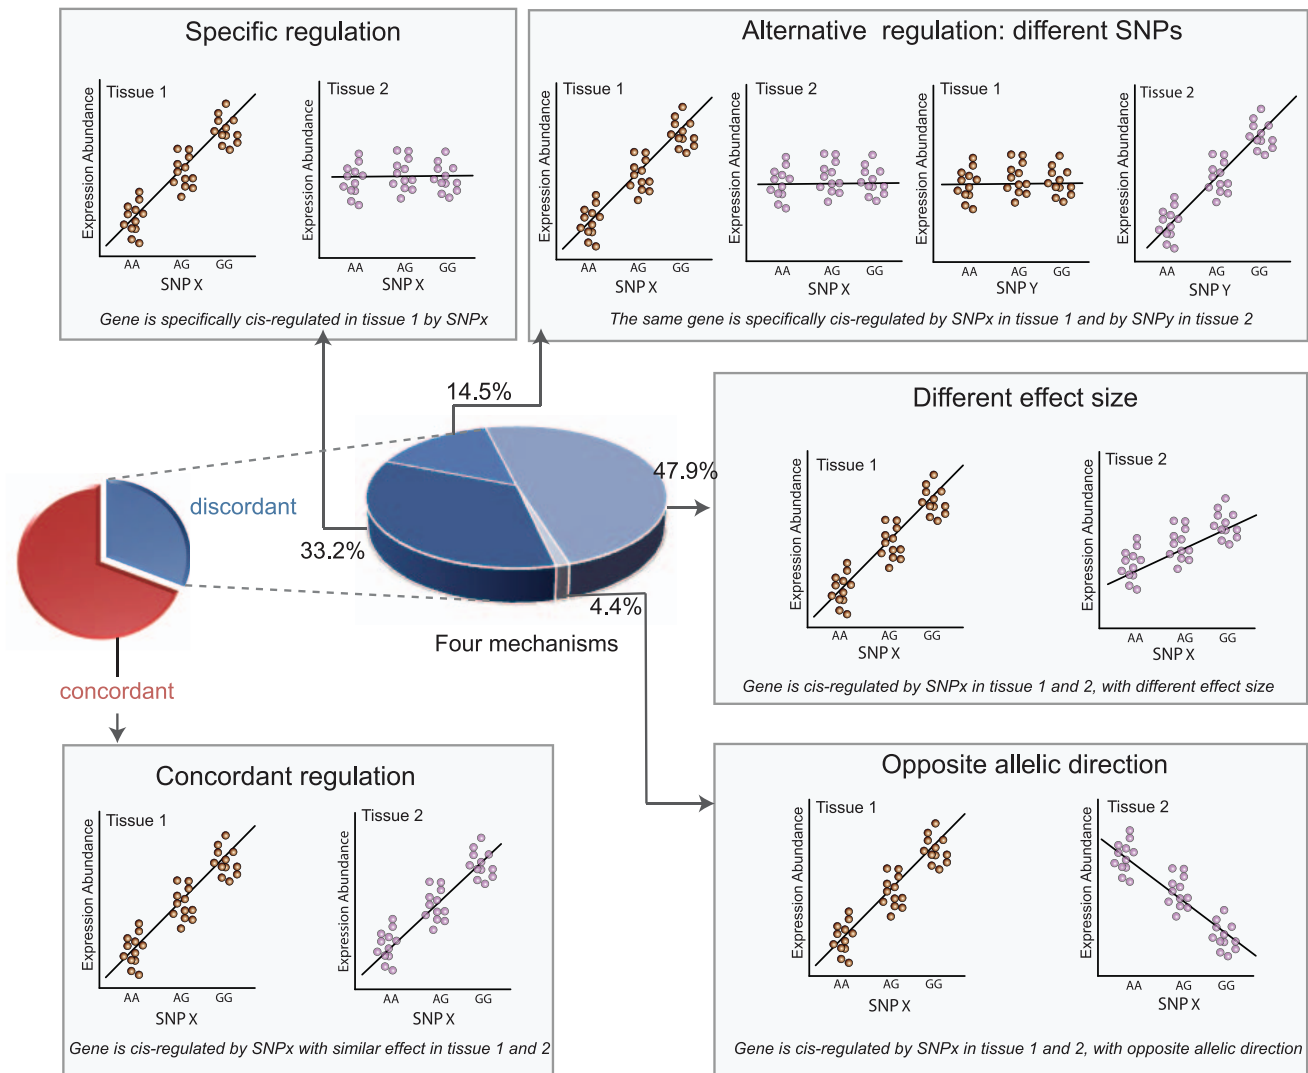 Specific regulation
Expression Abundance
Tissue 1
AA AG GG
SNP X
Expression Abundance
Tissue 2
AA AG GG
SNP X
Gene is specifically cis-regulated in tissue 1 by SNPx
Alternative regulation: different SNPs
Expression Abundance
Tissue 1
AA AG GG
SNP X
Expression Abundance
Tissue 2
AA AG GG
SNP X
Expression Abundance
Tissue 1
AA AG GG
SNP Y
Expression Abundance
Tissue 2
AA AG GG
SNP Y
The same gene is specifically cis-regulated by SNPx in tissue 1 and by SNPy in tissue 2
14.5%
47.9%
33.2%
4.4%
discordant
Four mechanisms
concordant
Different effect size
Expression Abundance
Tissue 1
AA AG GG
SNP X
Expression Abundance
Tissue 2
AA AG GG
SNP X
Gene is cis-regulated by SNPx in tissue 1 and 2, with different effect size
Concordant regulation
Expression Abundance
Tissue 1
AA AG GG
SNP X
Expression Abundance
Tissue 2
AA AG GG
SNP X
Gene is cis-regulated by SNPx with similar effect in tissue 1 and 2
Opposite allelic direction
Expression Abundance
Tissue 1
AA AG GG
SNP X
Expression Abundance
Tissue 2
AA AG GG
SNP X
Gene is cis-regulated by SNPx in tissue 1 and 2, with opposite allelic direction